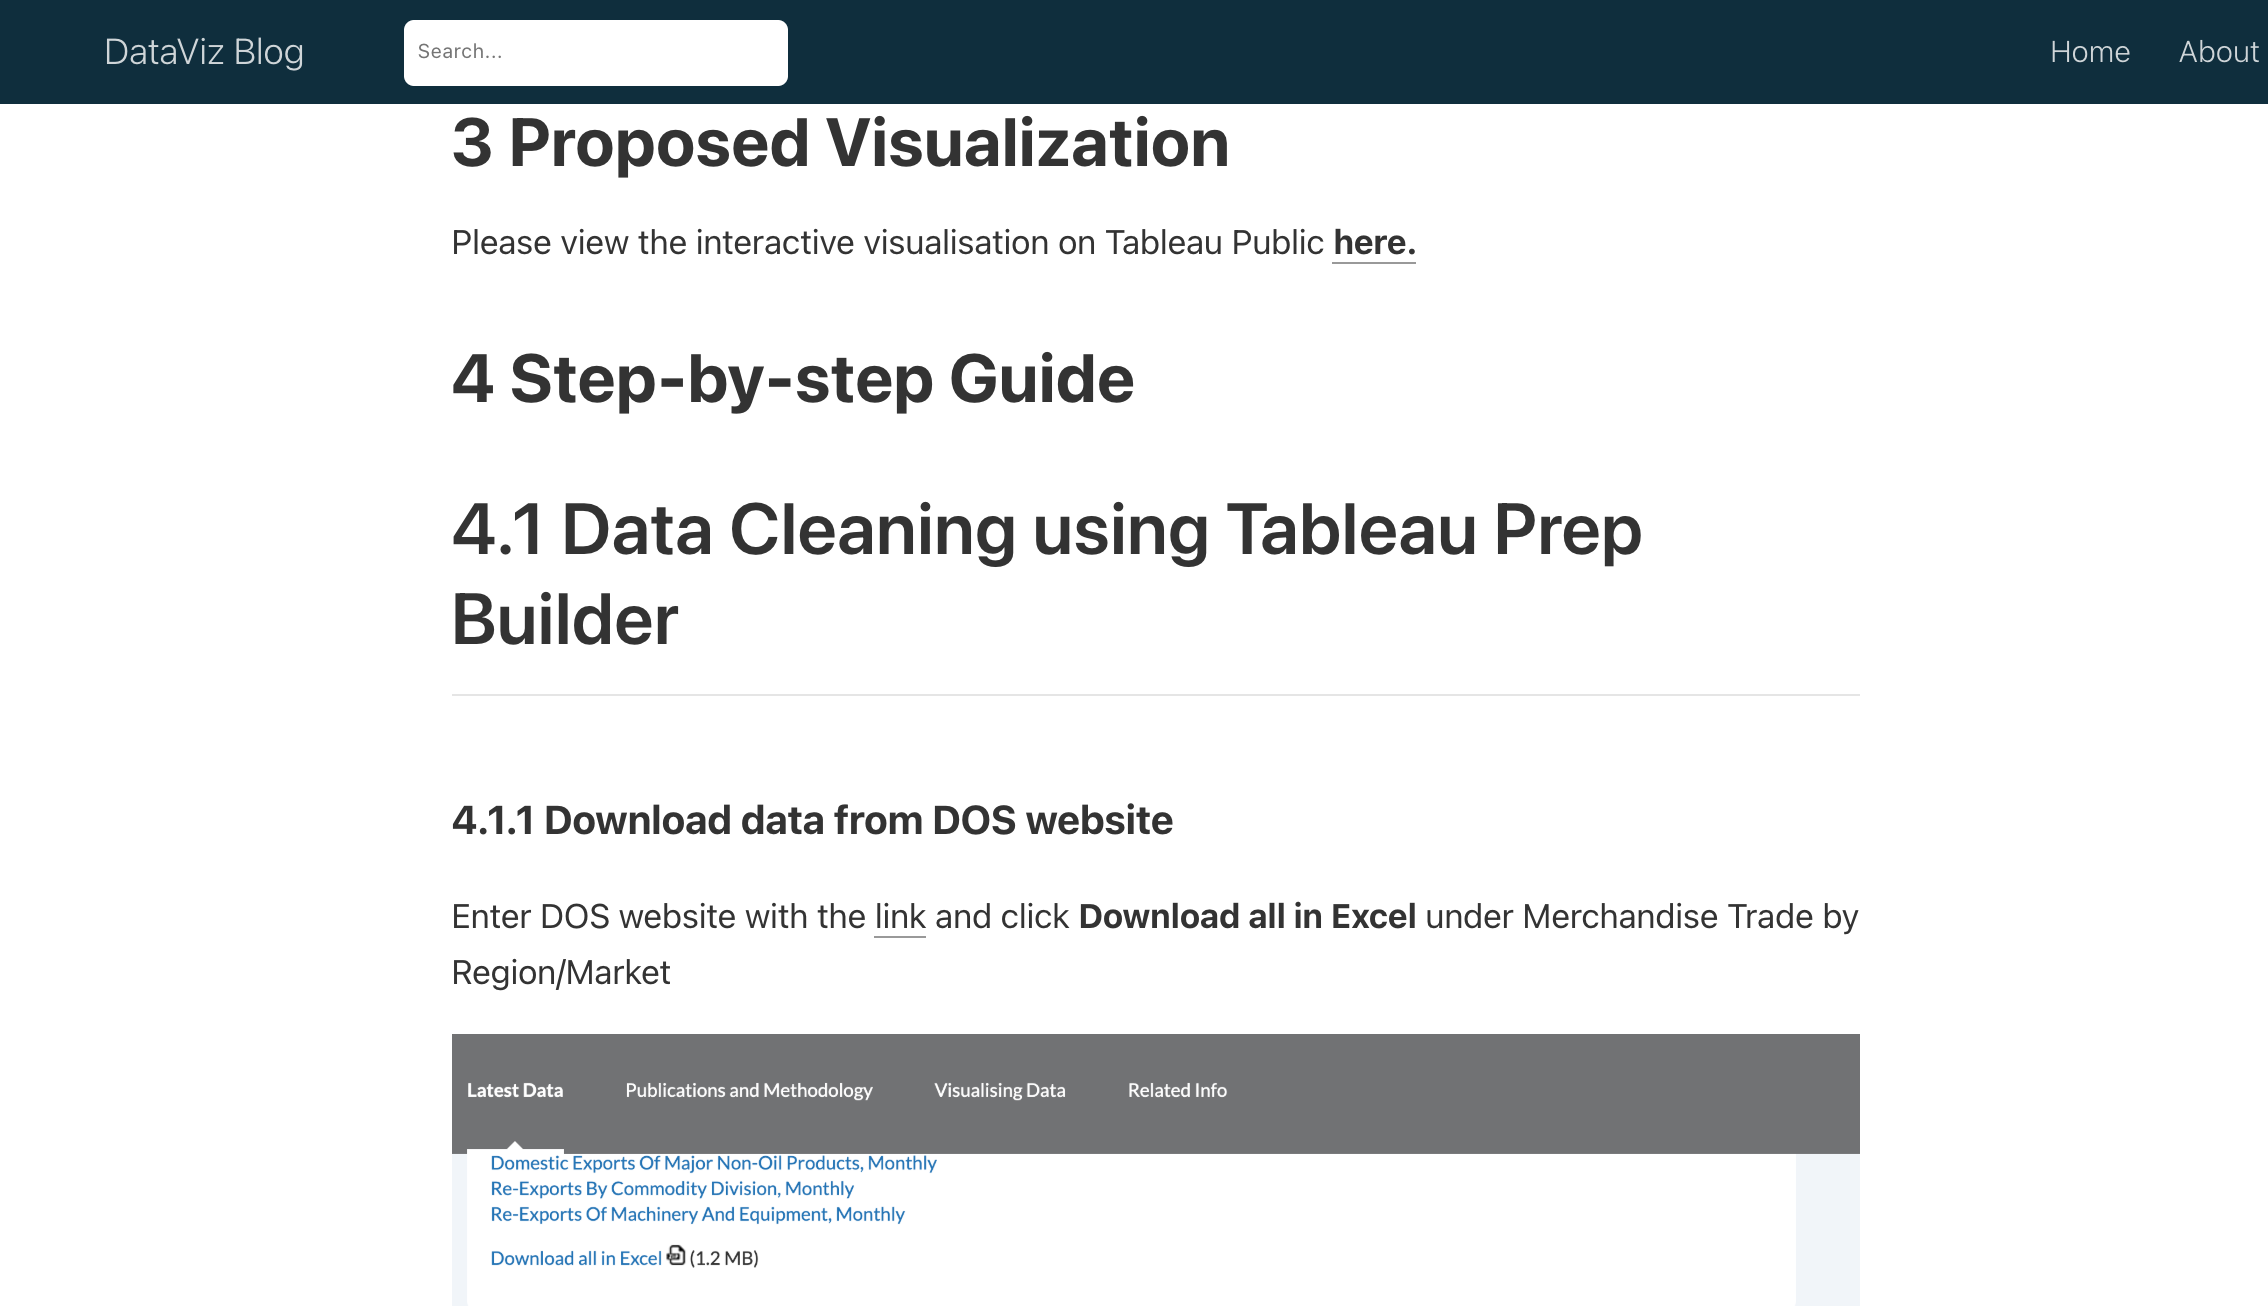 DataViz Blog
Search...
Home
About
3 Proposed Visualization
Please view the interactive visualisation on Tableau Public here.
4 Step-by-step Guide
4.1 Data Cleaning using Tableau Prep
Builder
4.1.1 Download data from DOS website
Enter DOS website with the link and click Download all in Excel under Merchandise Trade by
Region/Market
Latest Data
Publications and Methodology
Visualising Data
Related Info
Domestic Exports Of Major Non-Oil Products, Monthly
Re-Exports By Commodity Division, Monthly
Re-Exports Of Machinery And Equipment, Monthly
Download all in Excel (1.2 MB)